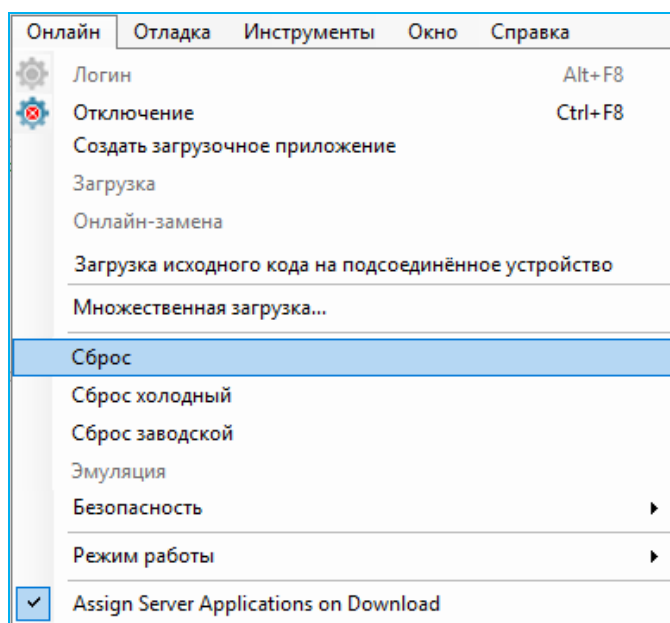 Онлайн Отладка Инструменты Окно Справка
Логин Alt+F8
Отключение Ctrl+F8
Создать загрузочное приложение
Загрузка
Онлайн-замена
Загрузка исходного кода на подсоединённое устройство
Множественная загрузка...
Сброс
Сброс холодный
Сброс заводской
Эмуляция
Безопасность
Режим работы
Assign Server Applications on Download